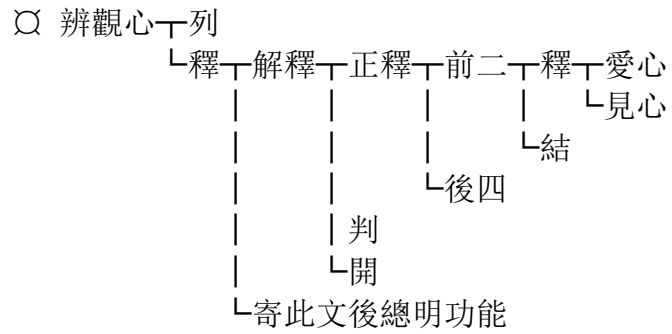 ¤ 辨觀心┬列
└釋┬解釋┬正釋┬前二┬釋┬愛心
│ │ │ │ └見心
│ │ │ └結
│ │ └後四
│ │判
│ └開
└寄此文後總明功能